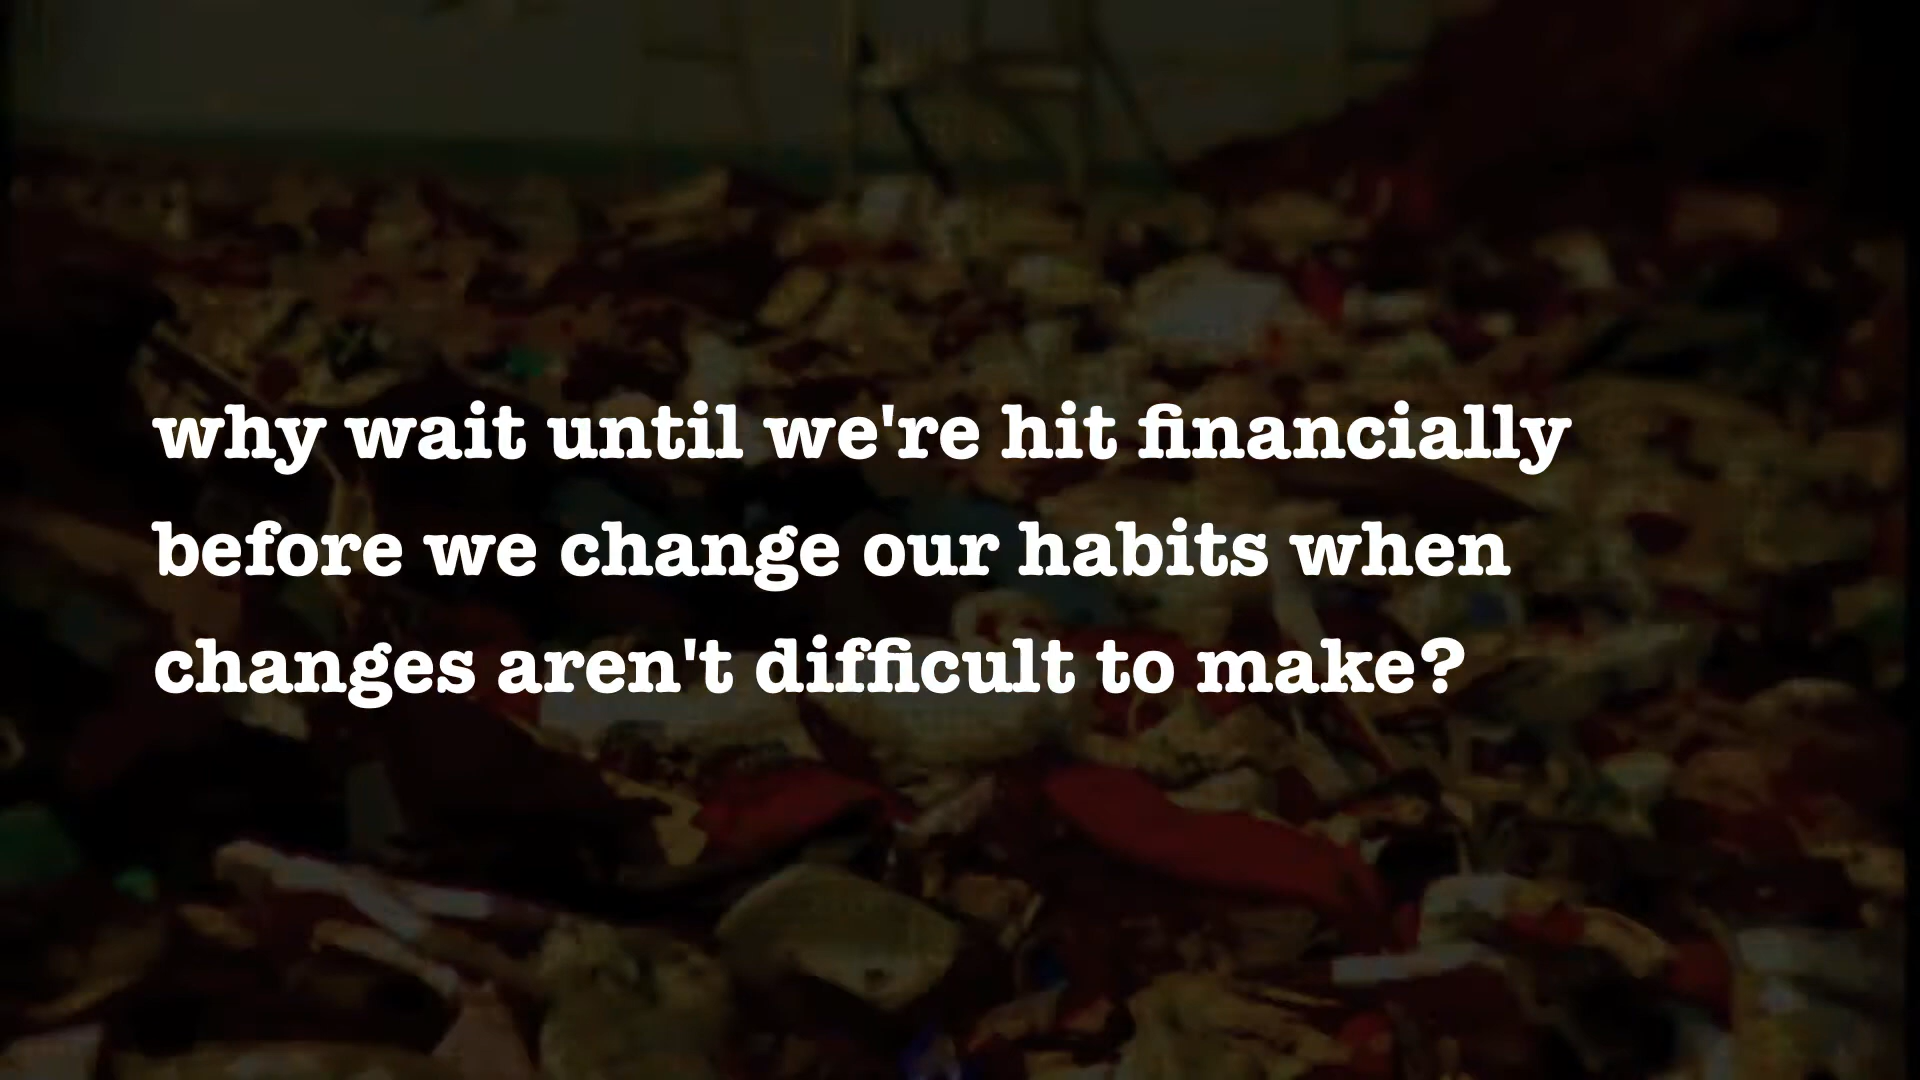 why wait until we're hit financially
before we change our habits when
changes aren't difficult to make?